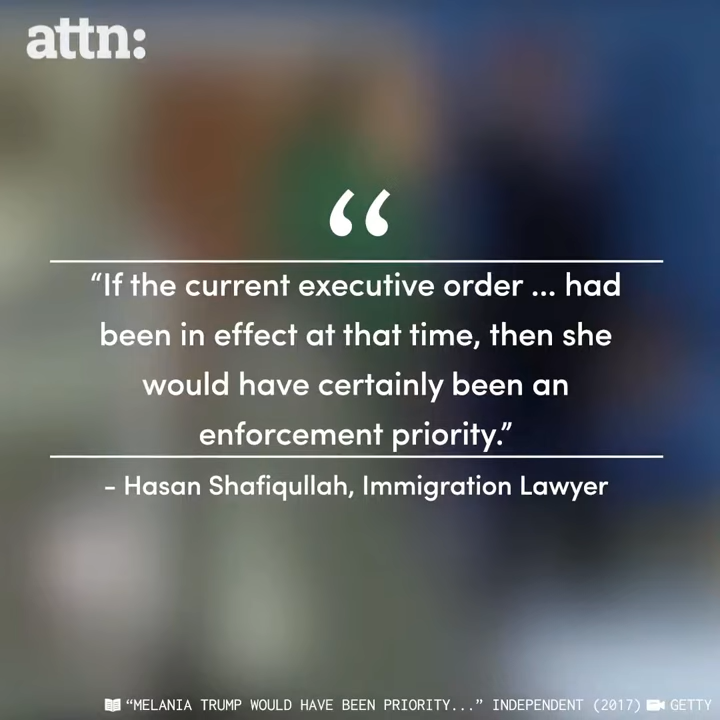 attn:
“
“If the current executive order ... had
been in effect at that time, then she
would have certainly been an
enforcement priority.”
– Hasan Shafiqullah, Immigration Lawyer
“MELANIA TRUMP WOULD HAVE BEEN PRIORITY...” INDEPENDENT (2017) GETTY